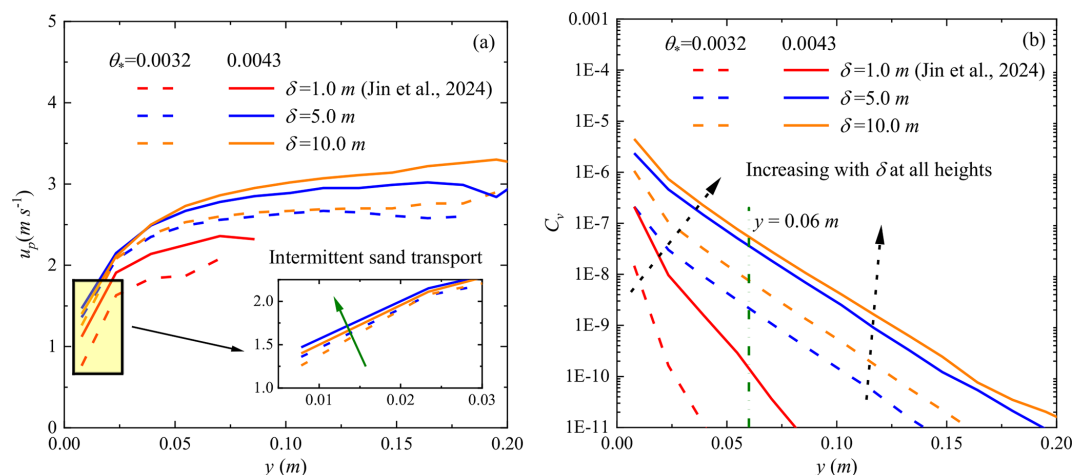 (a)
θ*=0.0032 0.0043
δ=1.0 m (Jin et al., 2024)
δ=5.0 m
δ=10.0 m
Intermittent sand transport
2.0
1.5
1.0
0.01 0.02 0.03
5
4
3
2
1
0
0.00 0.05 0.10 0.15 0.20
u_p(m s⁻¹)
y (m)
(b)
θ*=0.0032 0.0043
δ=1.0 m (Jin et al., 2024)
δ=5.0 m
δ=10.0 m
Increasing with δ at all heights
y = 0.06 m
0.001
1E-4
1E-5
1E-6
1E-7
1E-8
1E-9
1E-10
1E-11
0.00 0.05 0.10 0.15 0.20
C_v
y (m)